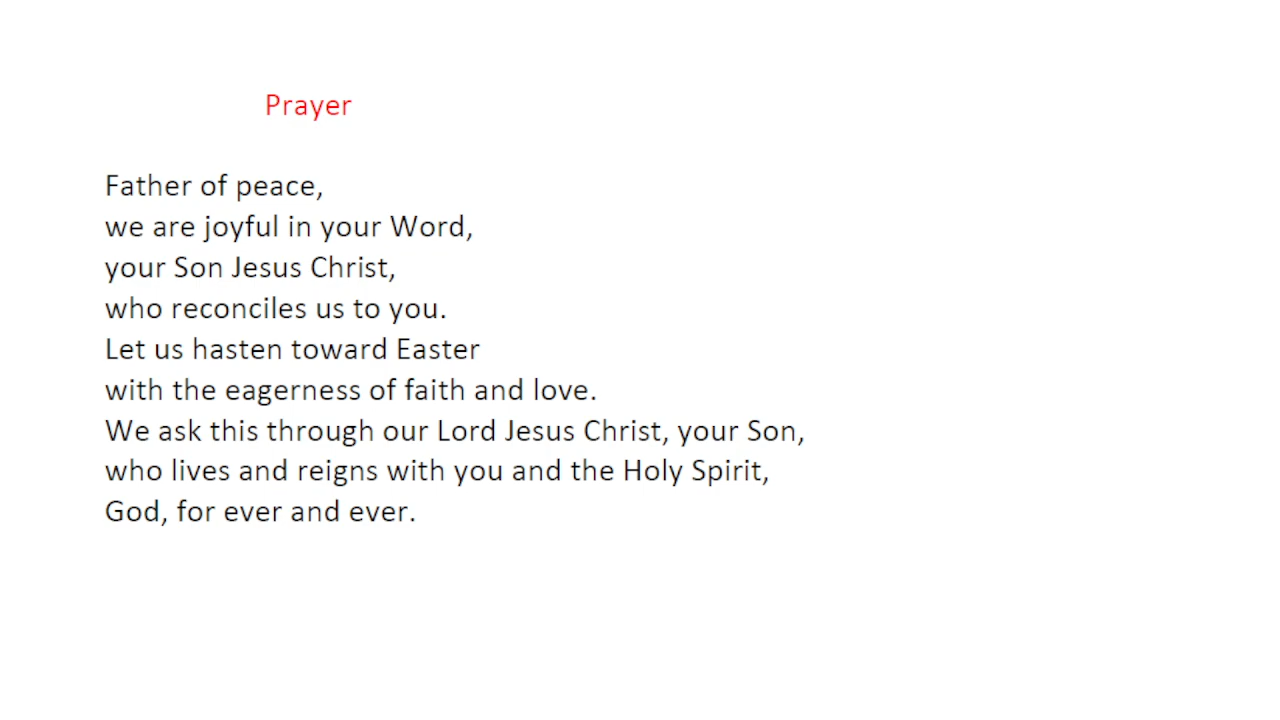 Prayer
Father of peace,
we are joyful in your Word,
your Son Jesus Christ,
who reconciles us to you.
Let us hasten toward Easter
with the eagerness of faith and love.
We ask this through our Lord Jesus Christ, your Son,
who lives and reigns with you and the Holy Spirit,
God, for ever and ever.